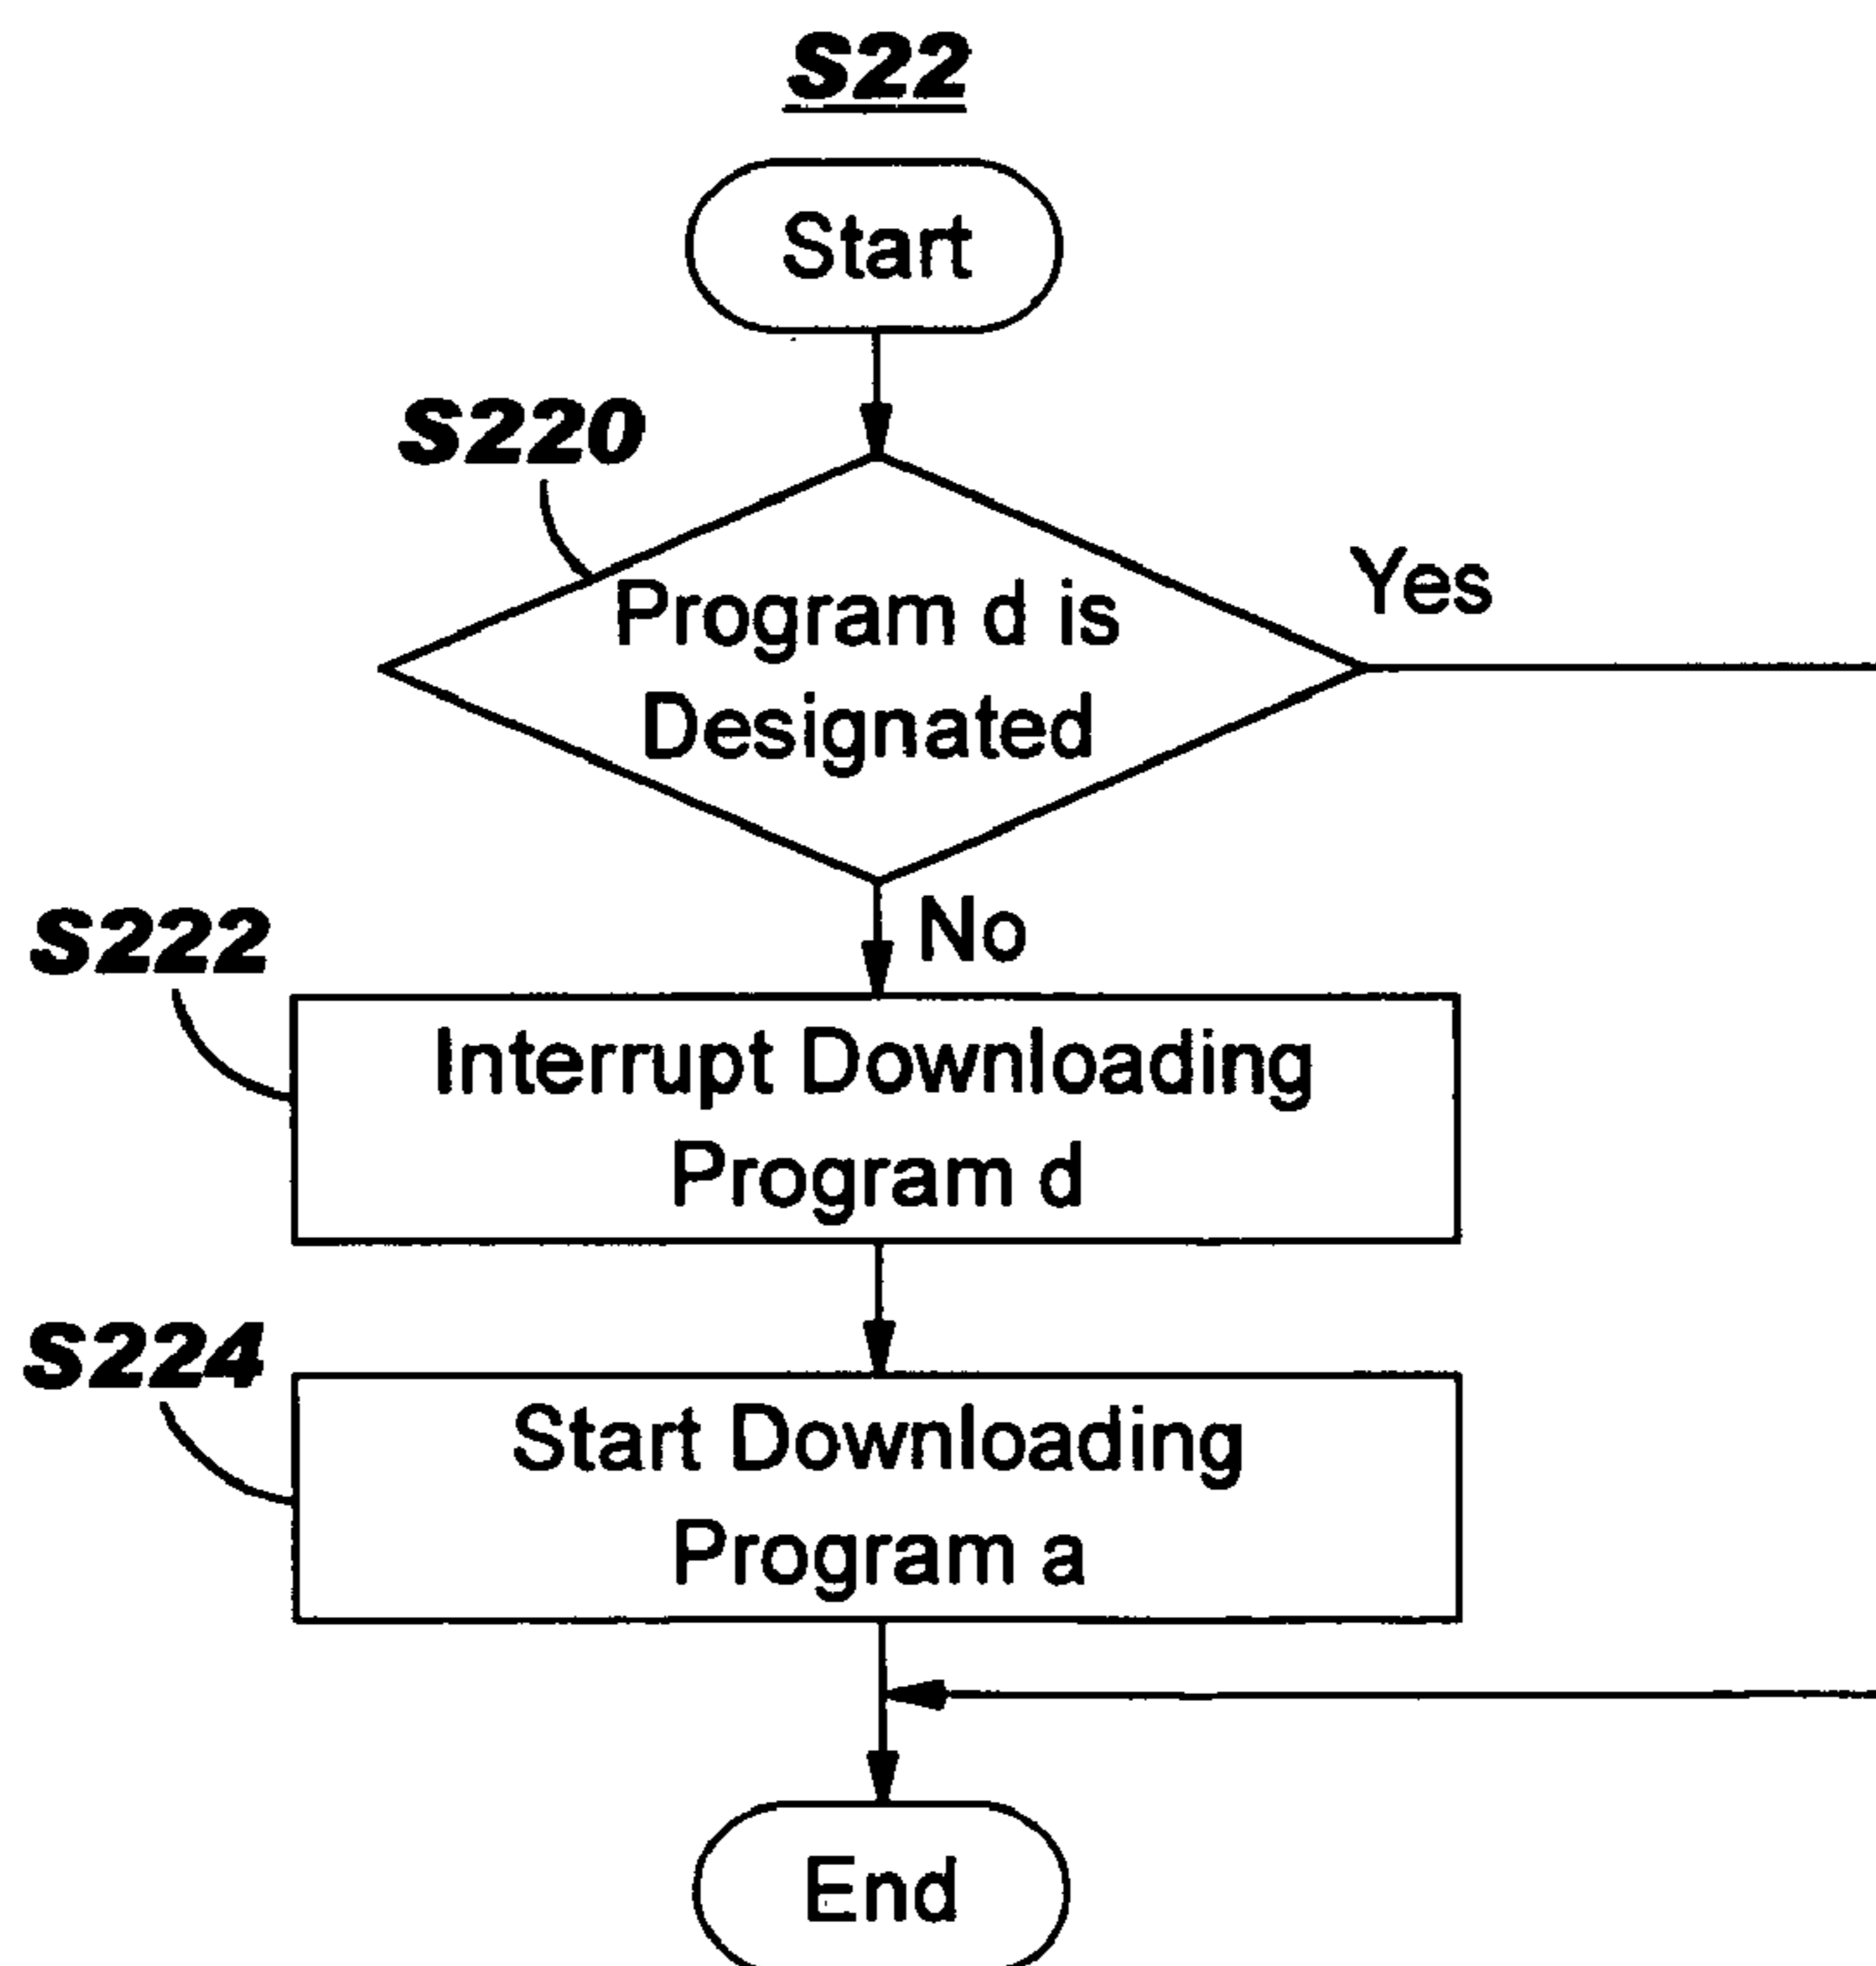 S22
Start
S220
Program d is
Designated
Yes
No
S222
Interrupt Downloading
Program d
S224
Start Downloading
Program a
End